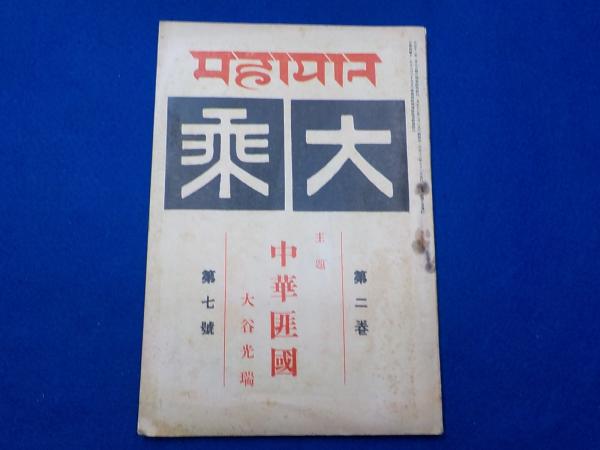 महायान
大乘
第二卷
主題
中華匪國
大谷光瑞
第七號